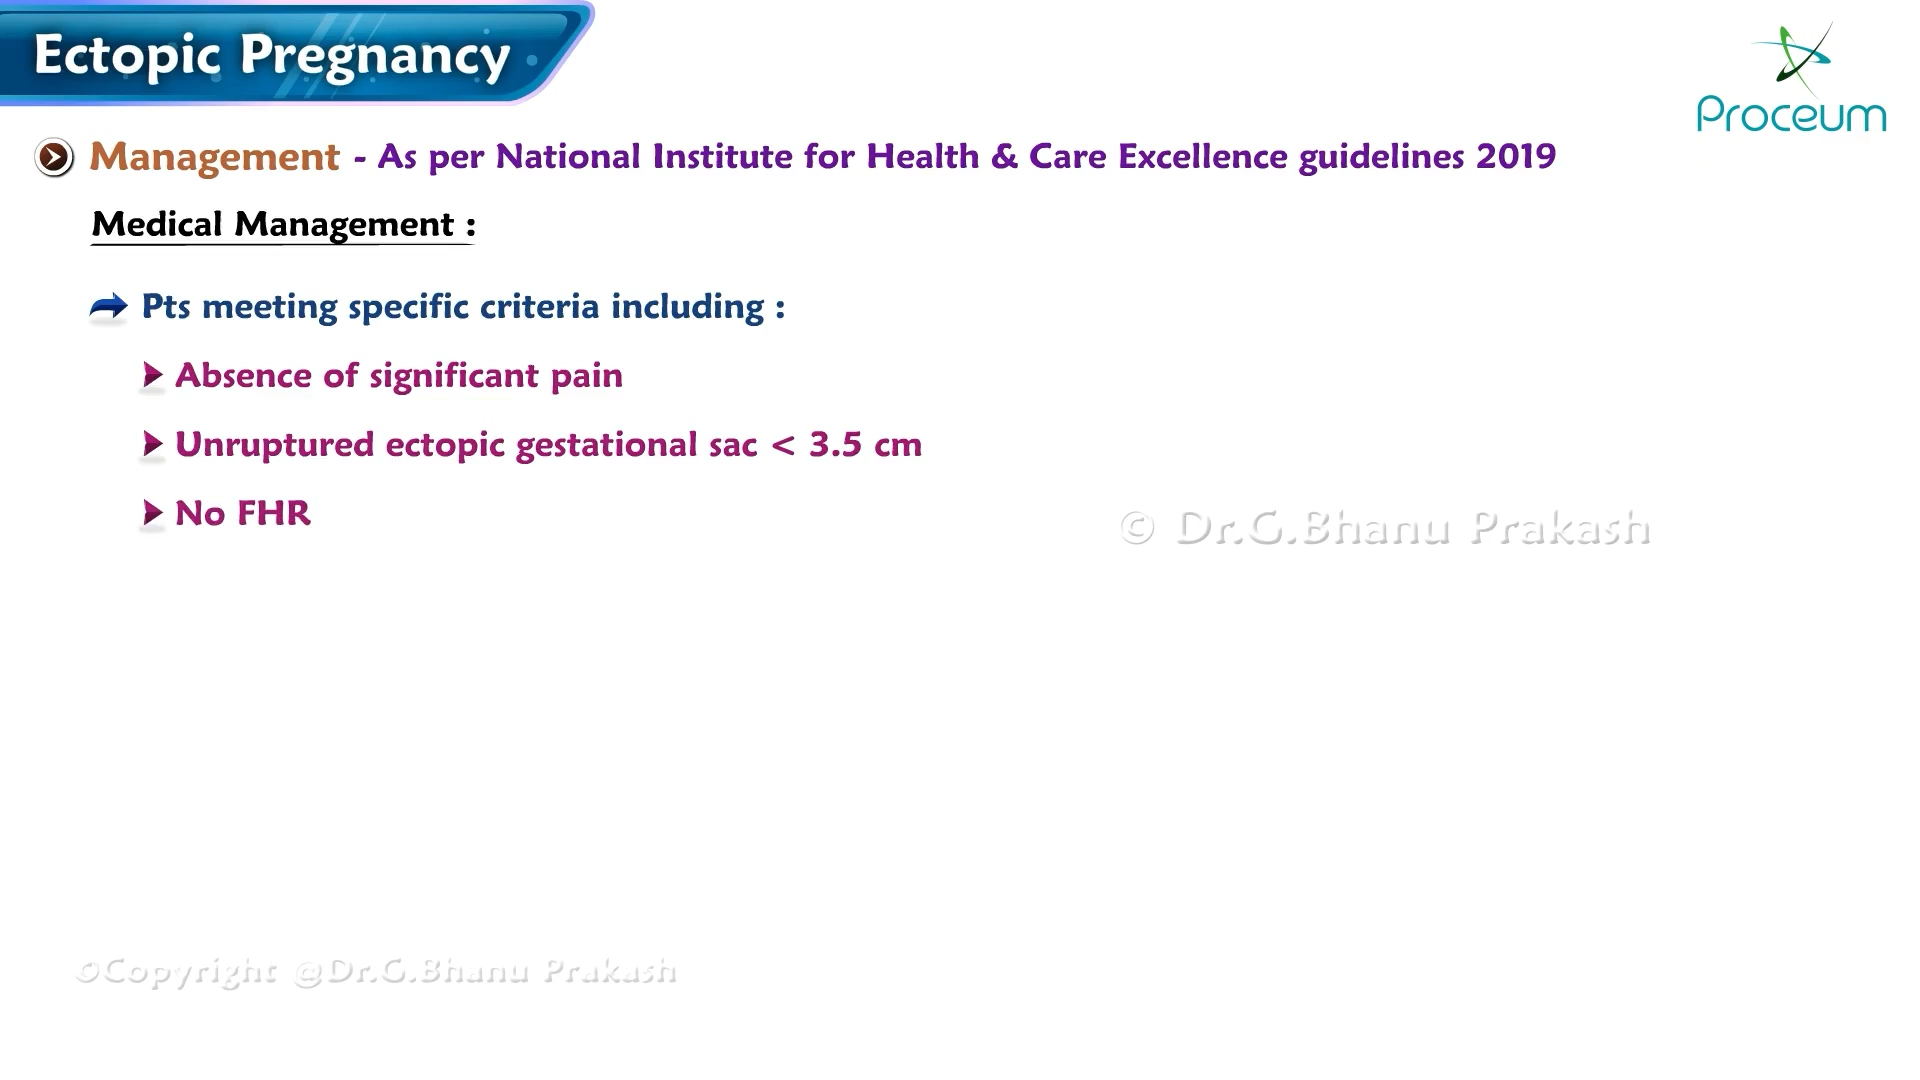 Ectopic Pregnancy
Proceum
Management - As per National Institute for Health & Care Excellence guidelines 2019
Medical Management :
Pts meeting specific criteria including :
Absence of significant pain
Unruptured ectopic gestational sac < 3.5 cm
No FHR
© Dr.G.Bhanu Prakash
©Copyright @Dr.G.Bhanu Prakash